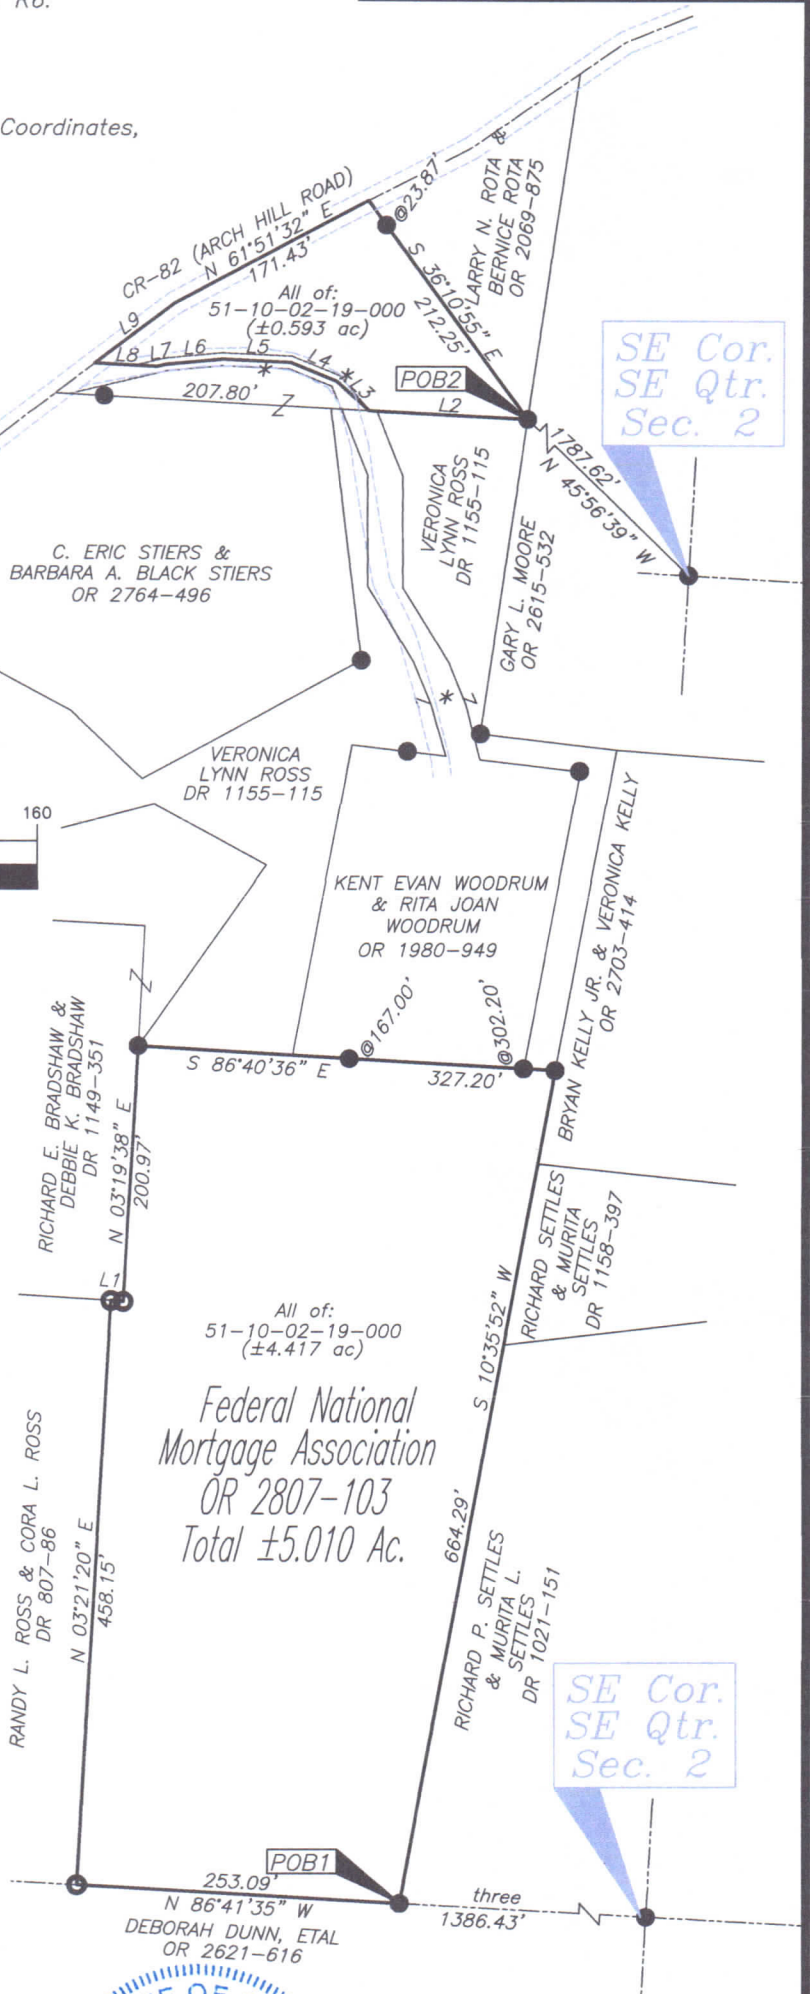 Coordinates,
CR-82 (ARCH HILL ROAD)
N 61°51'32" E
171.43'
@23.87'
LARRY N. ROTA &
BERNICE ROTA
OR 2069-875
S 36°10'55" E
212.25'
All of:
51-10-02-19-000
(±0.593 ac)
L9
L8
L7
L6
L5
L4
*
L3
*
207.80'
Z
POB2
L2
SE Cor.
SE Qtr.
Sec. 2
1787.62'
N 45°56'39" W
VERONICA
LYNN ROSS
DR 1155-115
GARY L. MOORE
OR 2615-532
C. ERIC STIERS &
BARBARA A. BLACK STIERS
OR 2764-496
Z * Z
VERONICA
LYNN ROSS
DR 1155-115
160
KENT EVAN WOODRUM
& RITA JOAN
WOODRUM
OR 1980-949
BRYAN KELLY JR. & VERONICA KELLY
OR 2703-414
Z
@167.00'
@302.20'
S 86°40'36" E
327.20'
RICHARD E. BRADSHAW &
DEBBIE K. BRADSHAW
DR 1149-351
N 03°19'38" E
200.97'
RICHARD SETTLES
& MURITA
SETTLES
DR 1158-397
L1
All of:
51-10-02-19-000
(±4.417 ac)
S 10°35'52" W
664.29'
Federal National
Mortgage Association
OR 2807-103
Total ±5.010 Ac.
RANDY L. ROSS & CORA L. ROSS
DR 807-86
N 03°21'20" E
458.15'
RICHARD P. SETTLES
& MURITA L.
SETTLES
DR 1021-151
SE Cor.
SE Qtr.
Sec. 2
POB1
253.09'
N 86°41'35" W
three
1386.43'
Z
DEBORAH DUNN, ETAL
OR 2621-616